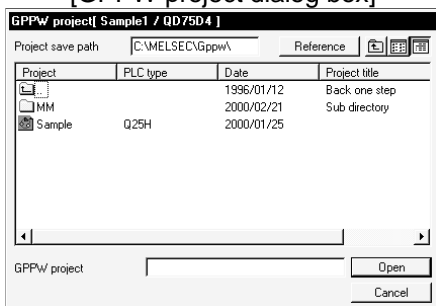 [GPPW project dialog box]
GPPW project[ Sample1 / QD75D4 ]
Project save path C:\MELSEC\Gppw\ Reference
Project PLC type Date Project title
.. 1996/01/12 Back one step
MM 2000/02/21 Sub directory
Sample Q25H 2000/01/25
GPPW project Open
Cancel